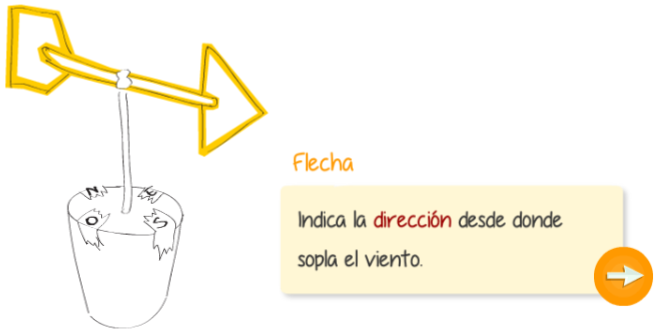 Flecha
Indica la dirección desde donde
sopla el viento.
N E
O S